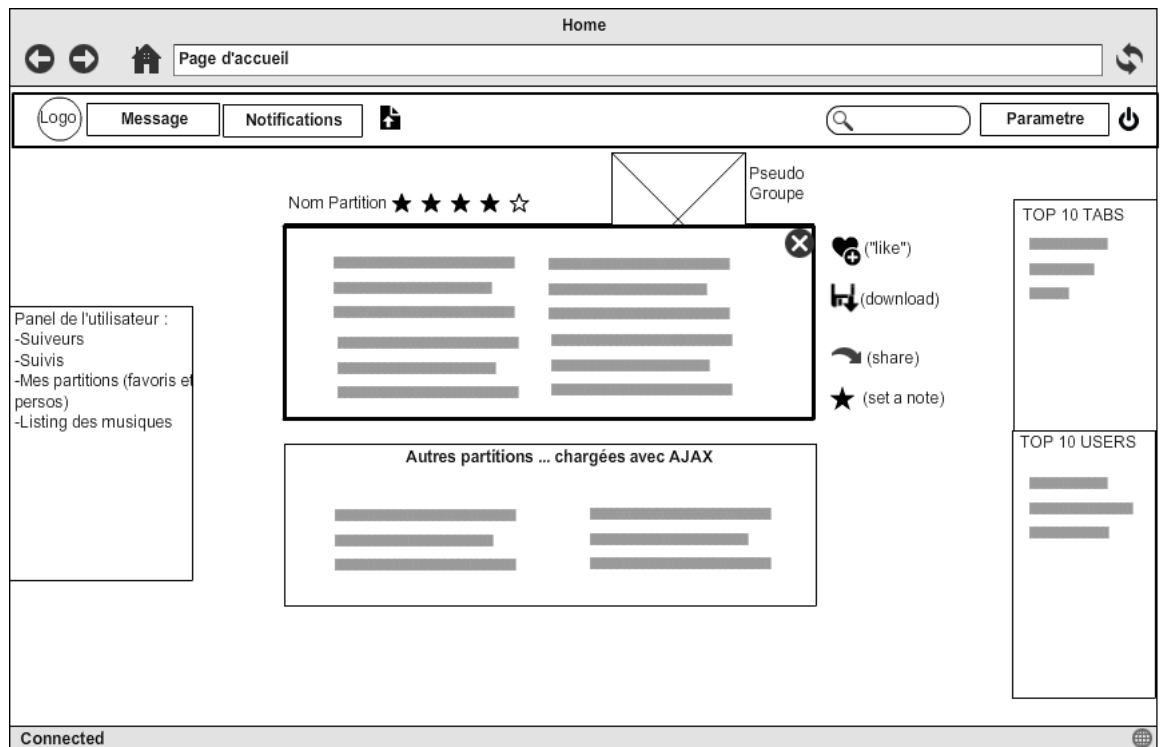 Home
Page d'accueil
Logo
Message
Notifications
Parametre
Nom Partition
Pseudo
Groupe
("like")
(download)
(share)
(set a note)
Panel de l'utilisateur :
-Suiveurs
-Suivis
-Mes partitions (favoris et
persos)
-Listing des musiques
Autres partitions ... chargées avec AJAX
TOP 10 TABS
TOP 10 USERS
Connected